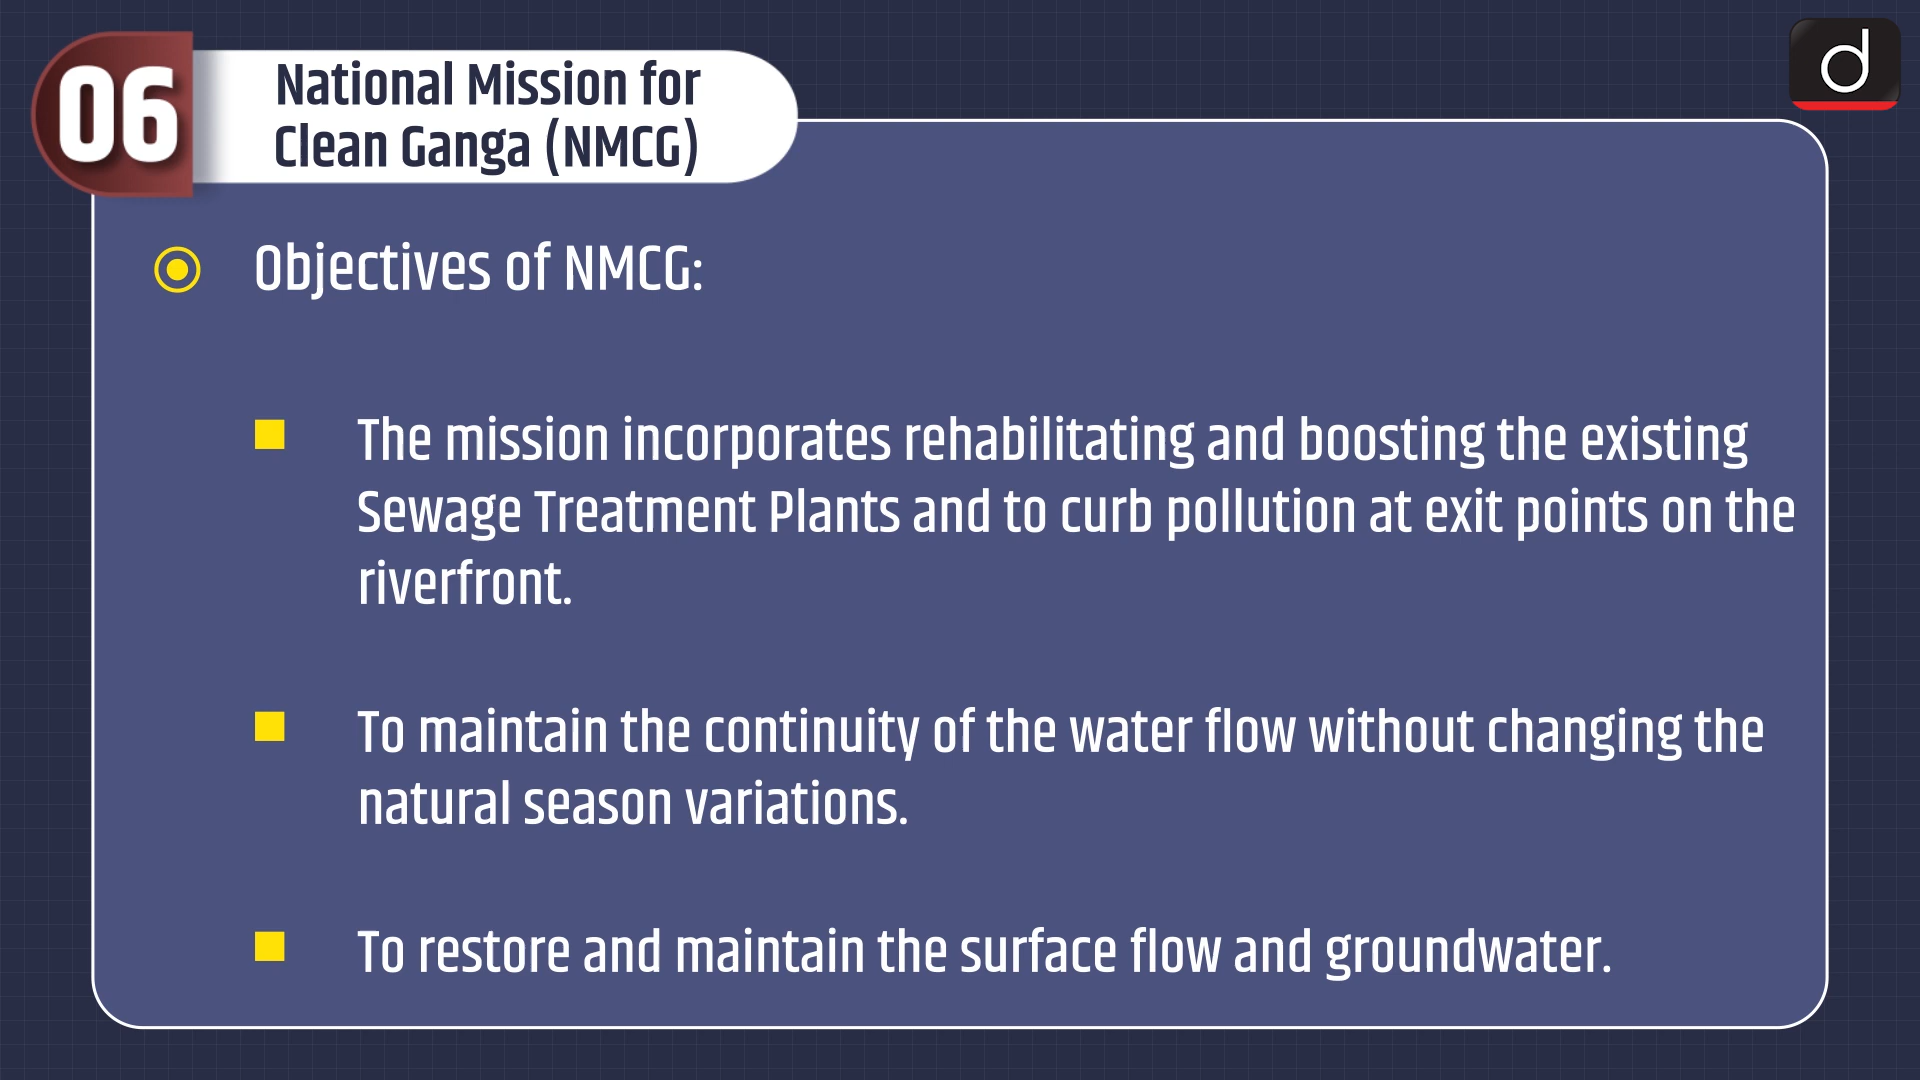 06
National Mission for
Clean Ganga (NMCG)
d
Objectives of NMCG:
The mission incorporates rehabilitating and boosting the existing
Sewage Treatment Plants and to curb pollution at exit points on the
riverfront.
To maintain the continuity of the water flow without changing the
natural season variations.
To restore and maintain the surface flow and groundwater.